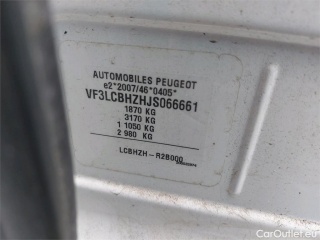 AUTOMOBILES PEUGEOT
e2*2007/46*0405*
VF3LCBHZHJS066661
1870 KG
3170 KG
1 1050 KG
2 980 KG
LCBHZH - R2B000
© CarOutlet.eu